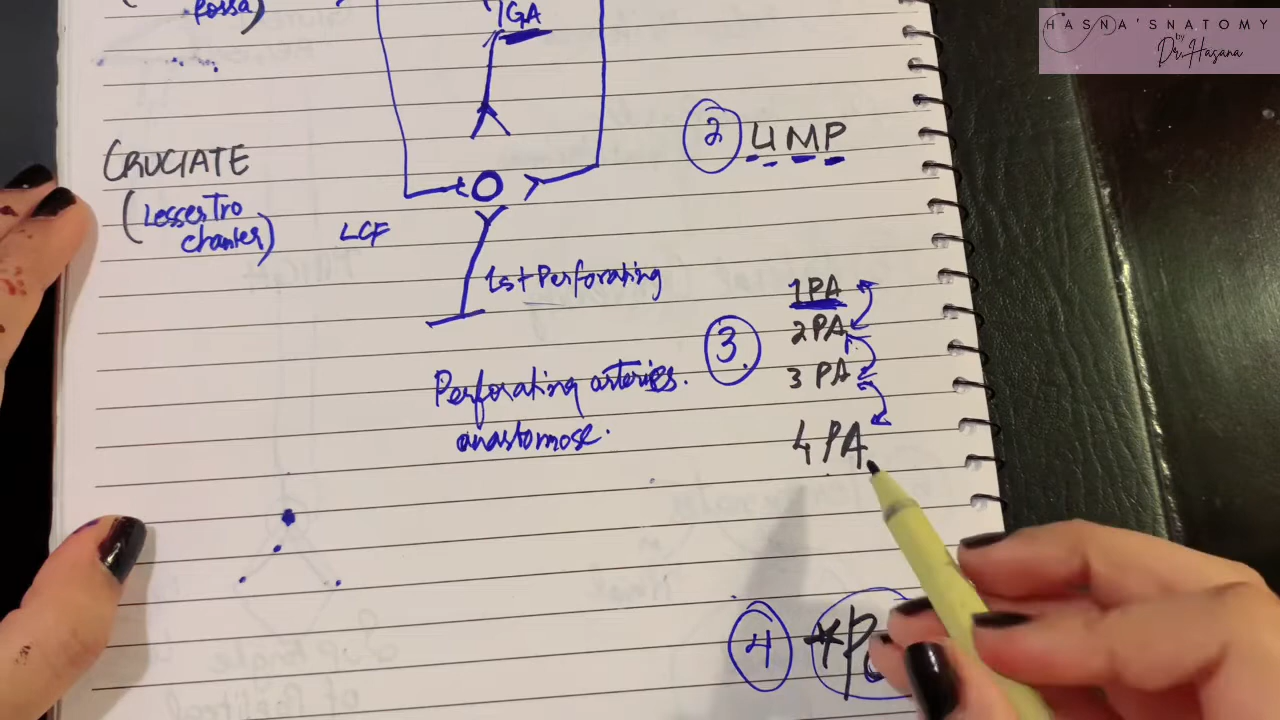 fossa)
IGA
HASNA'SNATOMY
by
Dr. Hasana
2 4MP
CRUCIATE
(Lesser Tro
chanter)
LCF
1st Perforating
1PA
2PA
3 PA
4 PA
3.
Perforating arteries.
anastomose.
4